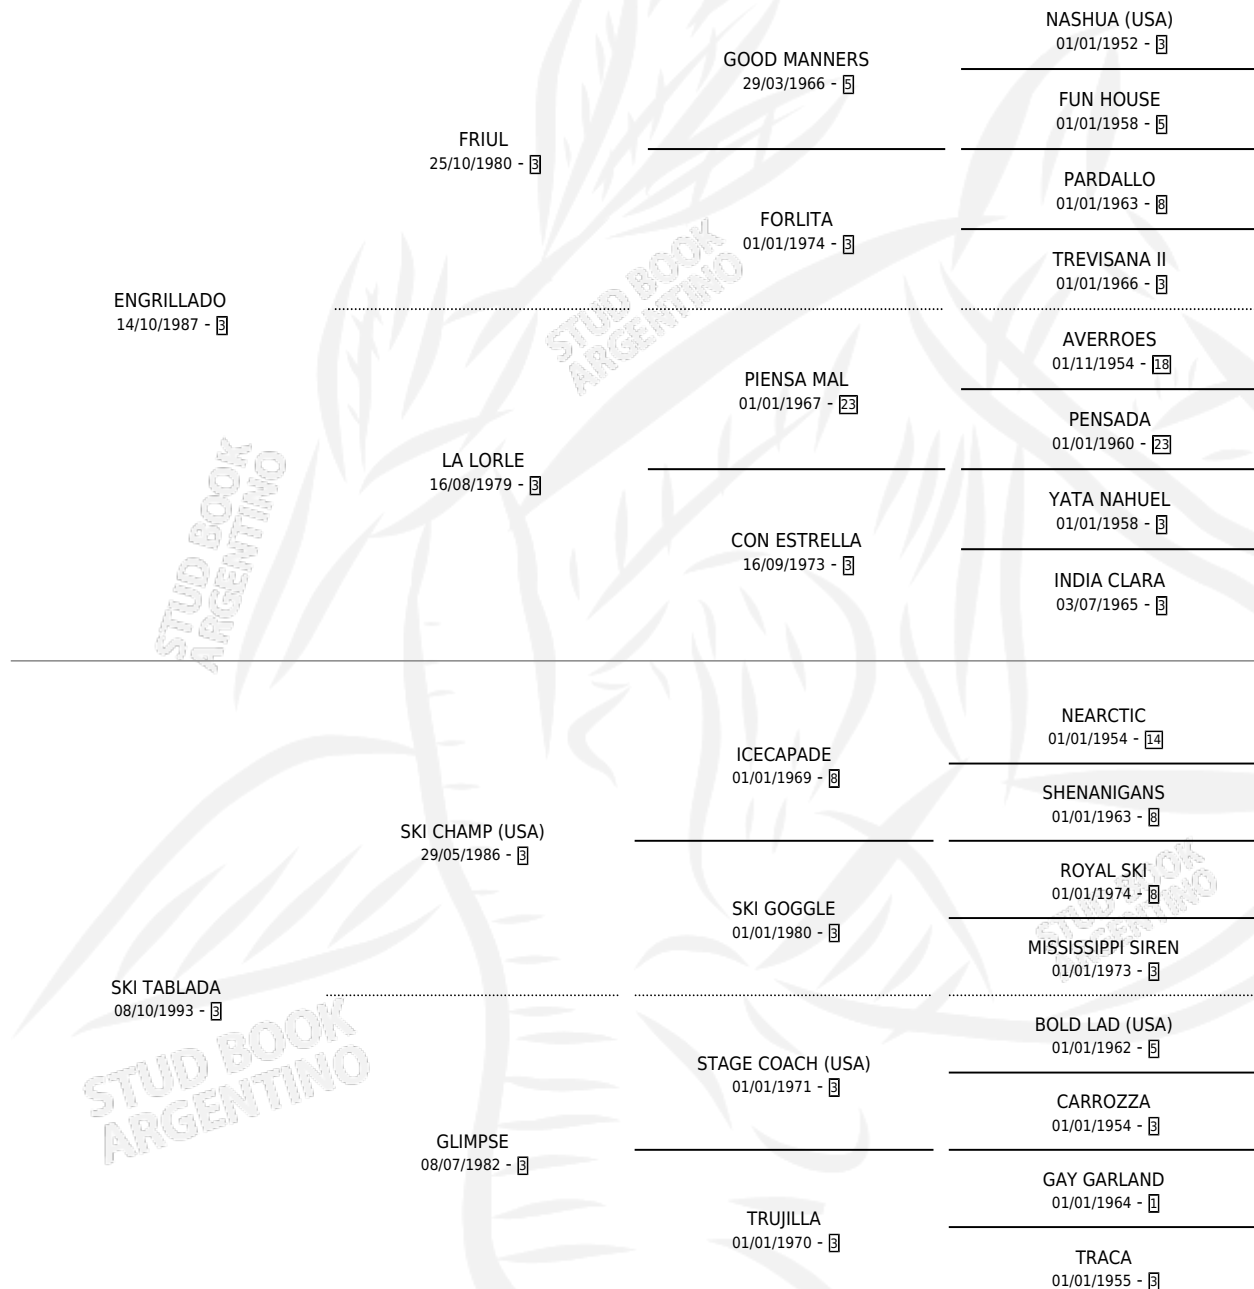 NASHUA (USA)
01/01/1952 - 3
GOOD MANNERS
29/03/1966 - 5
FUN HOUSE
01/01/1958 - 5
FRIUL
25/10/1980 - 3
PARDALLO
01/01/1963 - 8
FORLITA
01/01/1974 - 3
TREVISANA II
01/01/1966 - 3
STUD BOOK
ARGENTINO
ENGRILLADO
14/10/1987 - 3
AVERROES
01/11/1954 - 18
PIENSA MAL
01/01/1967 - 23
PENSADA
01/01/1960 - 23
LA LORLE
16/08/1979 - 3
YATA NAHUEL
01/01/1958 - 3
CON ESTRELLA
16/09/1973 - 3
INDIA CLARA
03/07/1965 - 3
STUD BOOK
ARGENTINO
NEARCTIC
01/01/1954 - 14
ICECAPADE
01/01/1969 - 8
SHENANIGANS
01/01/1963 - 8
SKI CHAMP (USA)
29/05/1986 - 3
ROYAL SKI
01/01/1974 - 8
SKI GOGGLE
01/01/1980 - 3
MISSISSIPPI SIREN
01/01/1973 - 3
STUD BOOK
ARGENTINO
SKI TABLADA
08/10/1993 - 3
BOLD LAD (USA)
01/01/1962 - 5
STAGE COACH (USA)
01/01/1971 - 3
CARROZZA
01/01/1954 - 3
GLIMPSE
08/07/1982 - 3
GAY GARLAND
01/01/1964 - 1
TRUJILLA
01/01/1970 - 3
TRACA
01/01/1955 - 3
STUD BOOK
ARGENTINO